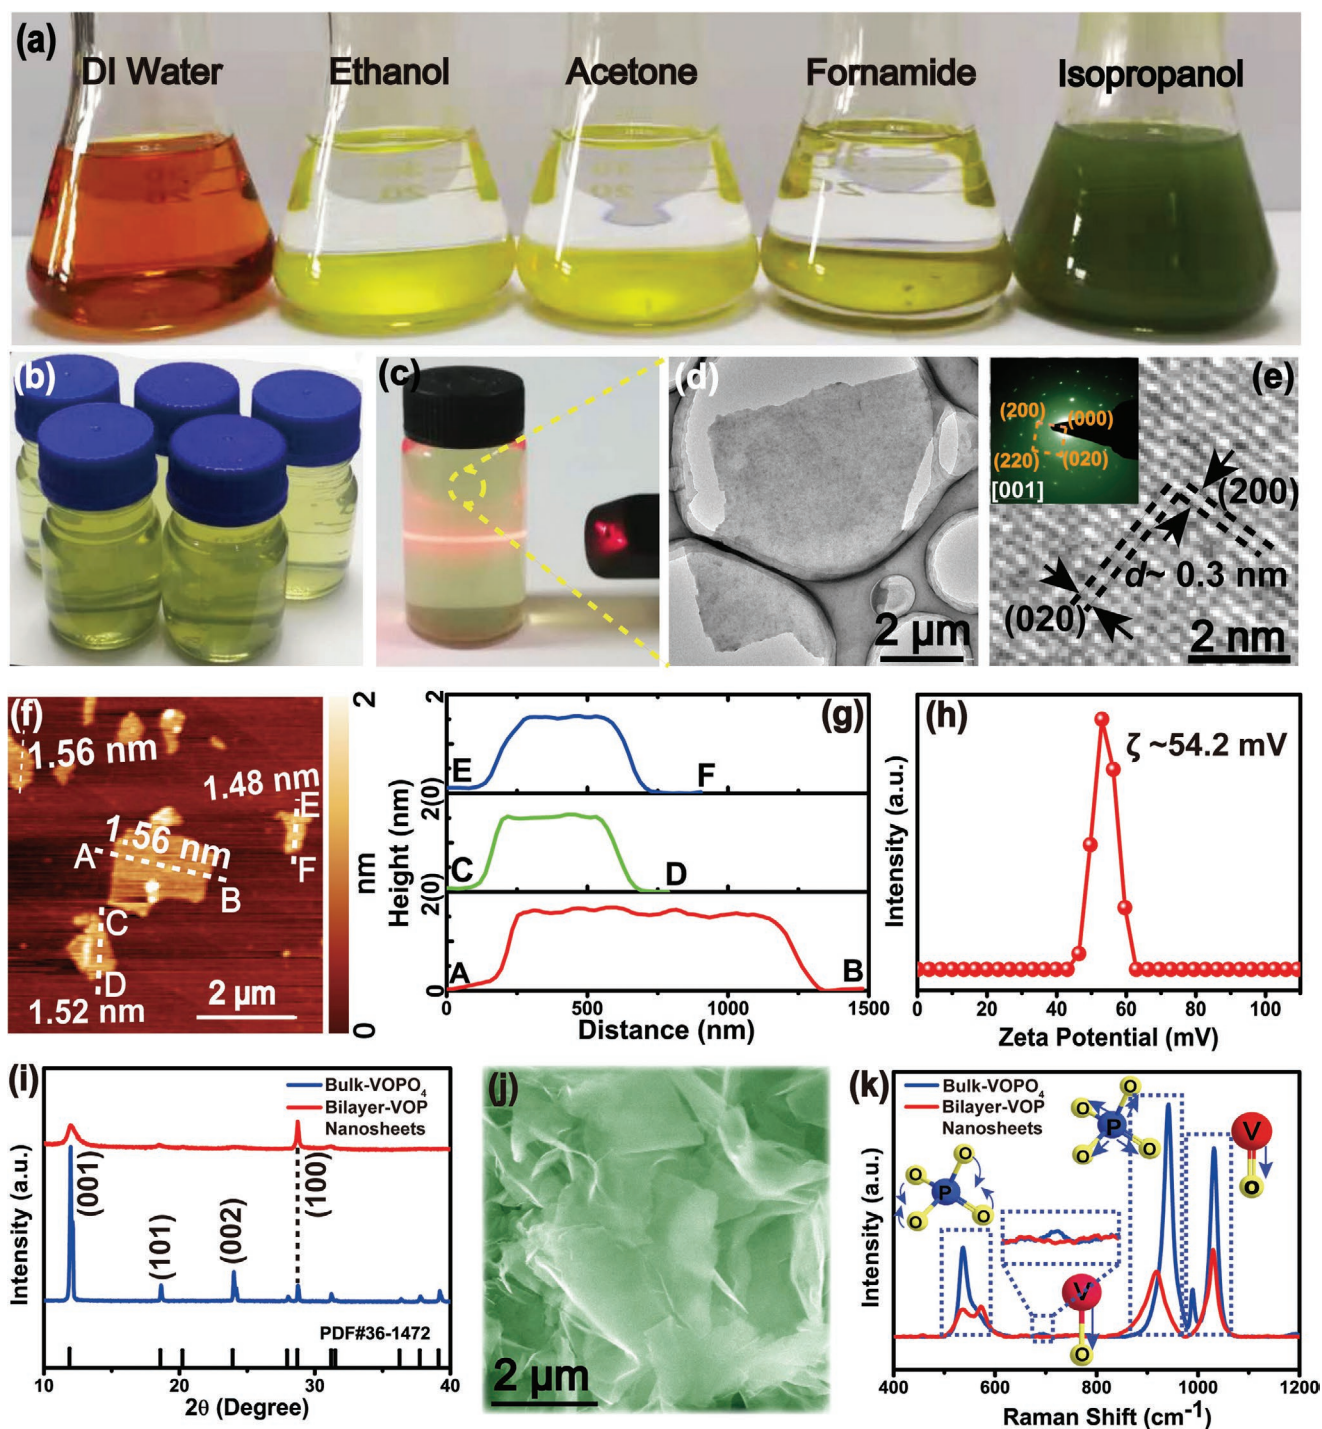 (a)
DI Water
Ethanol
Acetone
Fornamide
Isopropanol
20
20
(b)
(c)
(d)
2 µm
(e)
(200)
(000)
(220)
(020)
[001]
(200)
d~ 0.3 nm
(020)
2 nm
(f)
1.56 nm
1.48 nm
E
F
1.56 nm
A
B
C
D
1.52 nm
2 µm
2
nm
0
(g)
Height (nm)
2
E
F
2(0)
C
D
2(0)
A
B
0
0
250
500
750
1000
1250
1500
Distance (nm)
(h)
ζ ~54.2 mV
Intensity (a.u.)
0
20
40
60
80
100
Zeta Potential (mV)
(i)
Bulk-VOPO4
Bilayer-VOP
Nanosheets
(001)
(101)
(002)
(100)
PDF#36-1472
Intensity (a.u.)
10
20
30
40
2θ (Degree)
(j)
2 µm
(k)
Bulk-VOPO4
Bilayer-VOP
Nanosheets
O
O
P
O
O
O
O
P
O
O
V
O
V
O
Intensity (a.u.)
400
600
800
1000
1200
Raman Shift (cm-1)